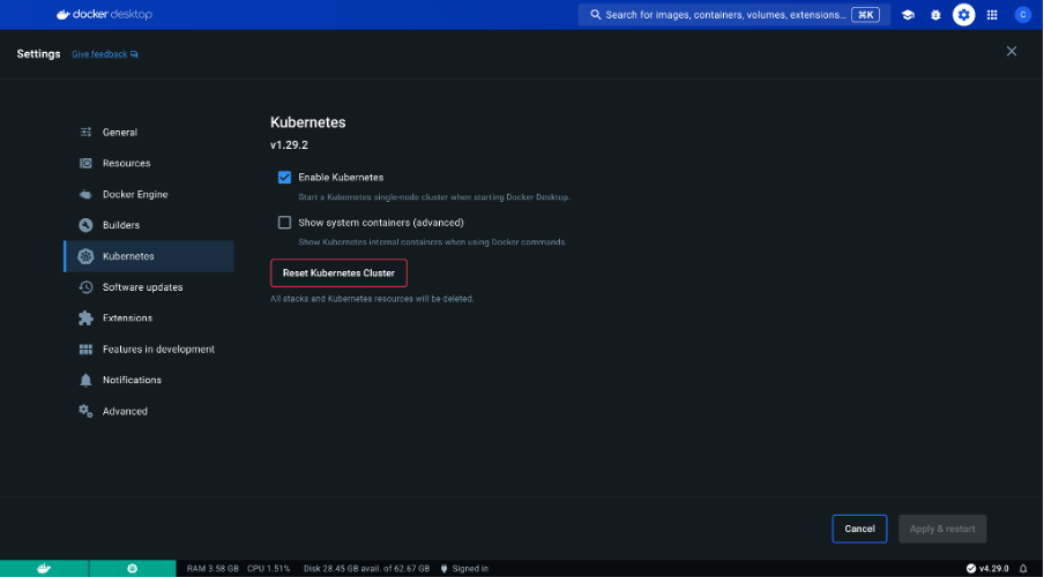 docker desktop
Search for images, containers, volumes, extensions... ⌘K
C
Settings Give feedback
General
Resources
Docker Engine
Builders
Kubernetes
Software updates
Extensions
Features in development
Notifications
Advanced
Kubernetes
v1.29.2
Enable Kubernetes
Start a Kubernetes single-node cluster when starting Docker Desktop.
Show system containers (advanced)
Show Kubernetes internal containers when using Docker commands.
Reset Kubernetes Cluster
All stacks and Kubernetes resources will be deleted.
Cancel Apply & restart
RAM 3.58 GB CPU 1.51% Disk 28.45 GB avail. of 62.67 GB Signed in v4.29.0